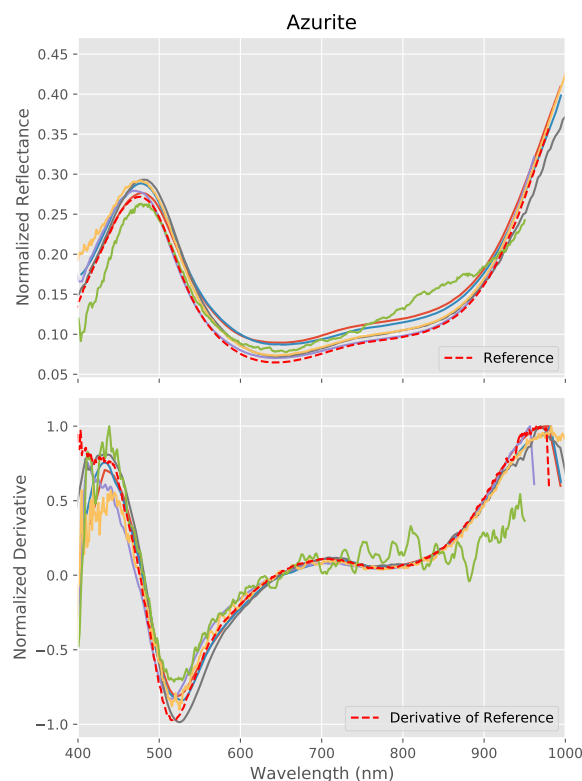 Azurite
0.45
0.40
0.35
0.30
0.25
0.20
0.15
0.10
0.05
Normalized Reflectance
Reference
1.0
0.5
0.0
−0.5
−1.0
Normalized Derivative
Derivative of Reference
400 500 600 700 800 900 1000
Wavelength (nm)